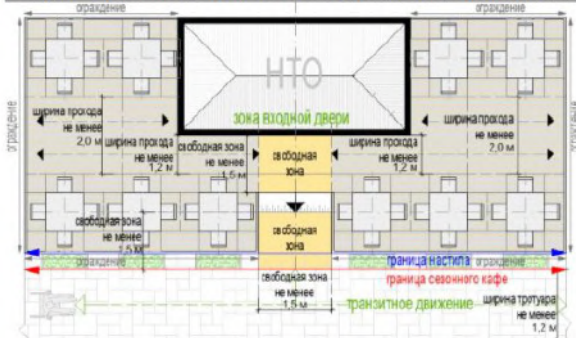 ограждение
ограждение
ограждение
ограждение
НТО
зона входной двери
ширина прохода
не менее
2,0 м
ширина прохода
не менее
1,2 м
свободная зона
не менее
1,5 м
свободная
зона
ширина прохода
не менее
1,2 м
ширина прохода
не менее
2,0 м
свободная зона
не менее
1,5 м
свободная
зона
ограждение
ограждение
граница настила
граница сезонного кафе
свободная зона
не менее
1,5 м
транзитное движение
ширина тротуара
не менее
1,2 м